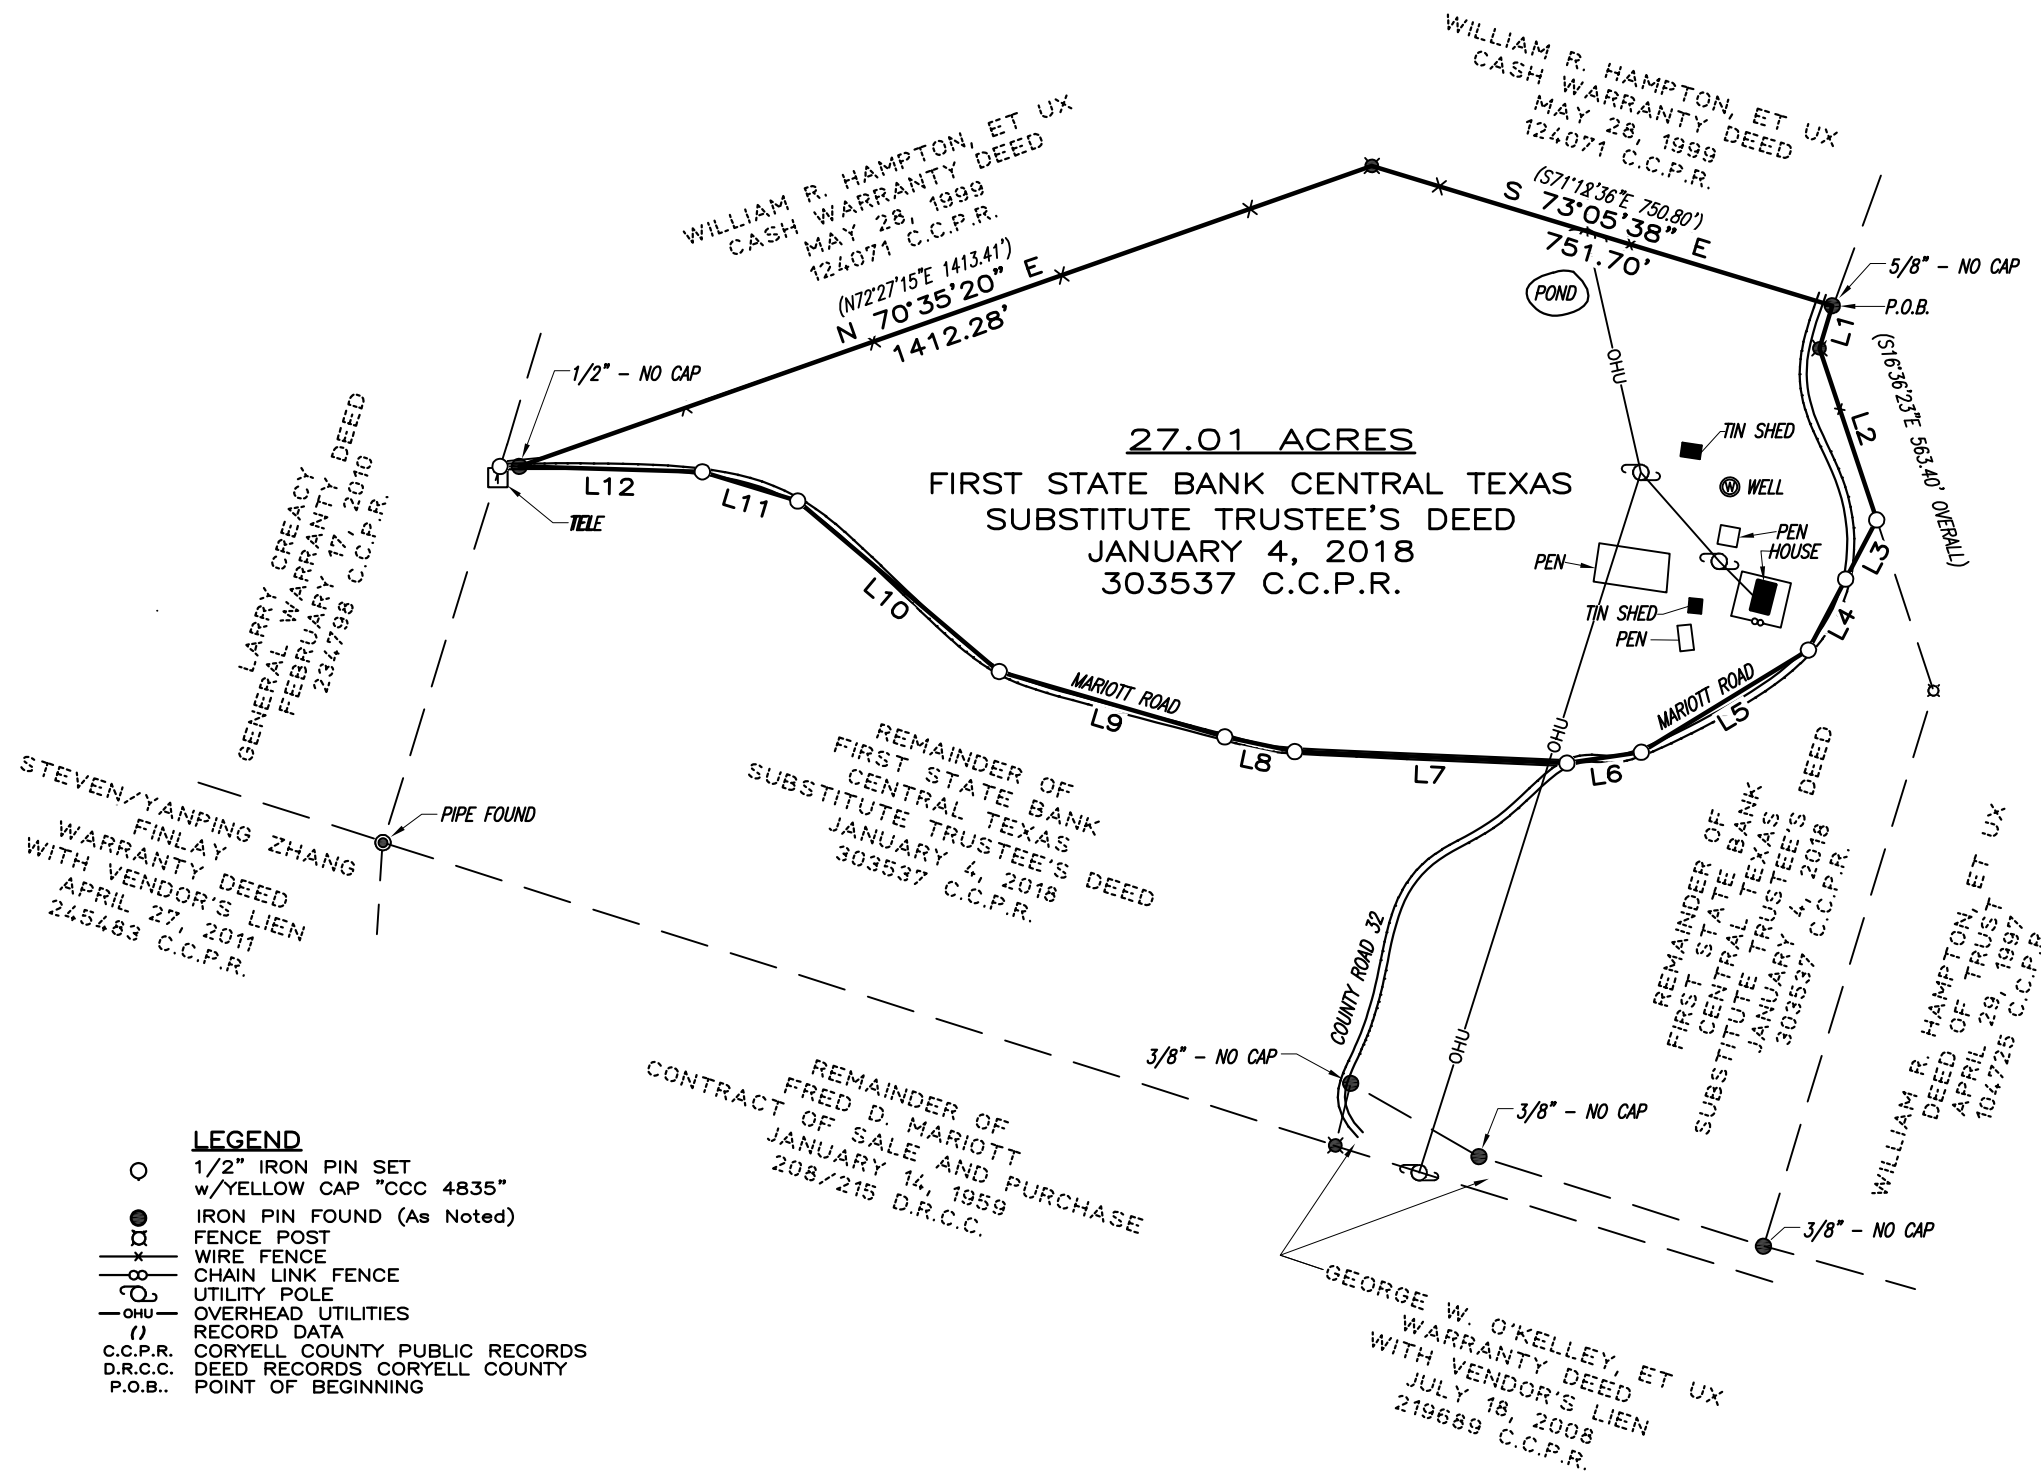 WILLIAM R. HAMPTON, ET UX
CASH WARRANTY DEED
MAY 28, 1999
124071 C.C.P.R.
WILLIAM R. HAMPTON, ET UX
CASH WARRANTY DEED
MAY 28, 1999
124071 C.C.P.R.
(N72°27'15"E 1413.41')
N 70°35'20" E
1412.28'
(S71°12'36"E 750.80')
S 73°05'38" E
751.70'
POND
5/8" - NO CAP
P.O.B.
L1
(S16°36'23"E 563.40' OVERALL)
L2
L3
L4
L5
L6
L7
L8
L9
L10
L11
L12
1/2" - NO CAP
TELE
27.01 ACRES
FIRST STATE BANK CENTRAL TEXAS
SUBSTITUTE TRUSTEE'S DEED
JANUARY 4, 2018
303537 C.C.P.R.
OHU
TIN SHED
WELL
W
PEN
HOUSE
PEN
TIN SHED
PEN
MARIOTT ROAD
MARIOTT ROAD
OHU
LARRY GREACY
GENERAL WARRANTY DEED
FEBRUARY 17, 2010
234798 C.C.P.R.
STEVEN/YANPING ZHANG
FINLAY
WARRANTY DEED
WITH VENDOR'S LIEN
APRIL 27, 2011
245483 C.C.P.R.
PIPE FOUND
REMAINDER OF
FIRST STATE BANK
CENTRAL TEXAS
SUBSTITUTE TRUSTEE'S DEED
JANUARY 4, 2018
303537 C.C.P.R.
REMAINDER OF
FIRST STATE BANK
CENTRAL TEXAS
SUBSTITUTE TRUSTEE'S DEED
JANUARY 4, 2018
303537 C.C.P.R.
WILLIAM R. HAMPTON, ET UX
DEED OF TRUST
APRIL 29, 1997
104725 C.C.P.R
COUNTY ROAD 32
OHU
3/8" - NO CAP
3/8" - NO CAP
3/8" - NO CAP
REMAINDER OF
FRED D. MARIOTT
CONTRACT OF SALE AND PURCHASE
JANUARY 14, 1959
208/215 D.R.C.C.
GEORGE W. O'KELLEY, ET UX
WARRANTY DEED
WITH VENDOR'S LIEN
JULY 18, 2008
219689 C.C.P.R.
LEGEND
1/2" IRON PIN SET
w/YELLOW CAP "CCC 4835"
IRON PIN FOUND (As Noted)
FENCE POST
WIRE FENCE
CHAIN LINK FENCE
UTILITY POLE
OHU OVERHEAD UTILITIES
() RECORD DATA
C.C.P.R. CORYELL COUNTY PUBLIC RECORDS
D.R.C.C. DEED RECORDS CORYELL COUNTY
P.O.B.. POINT OF BEGINNING